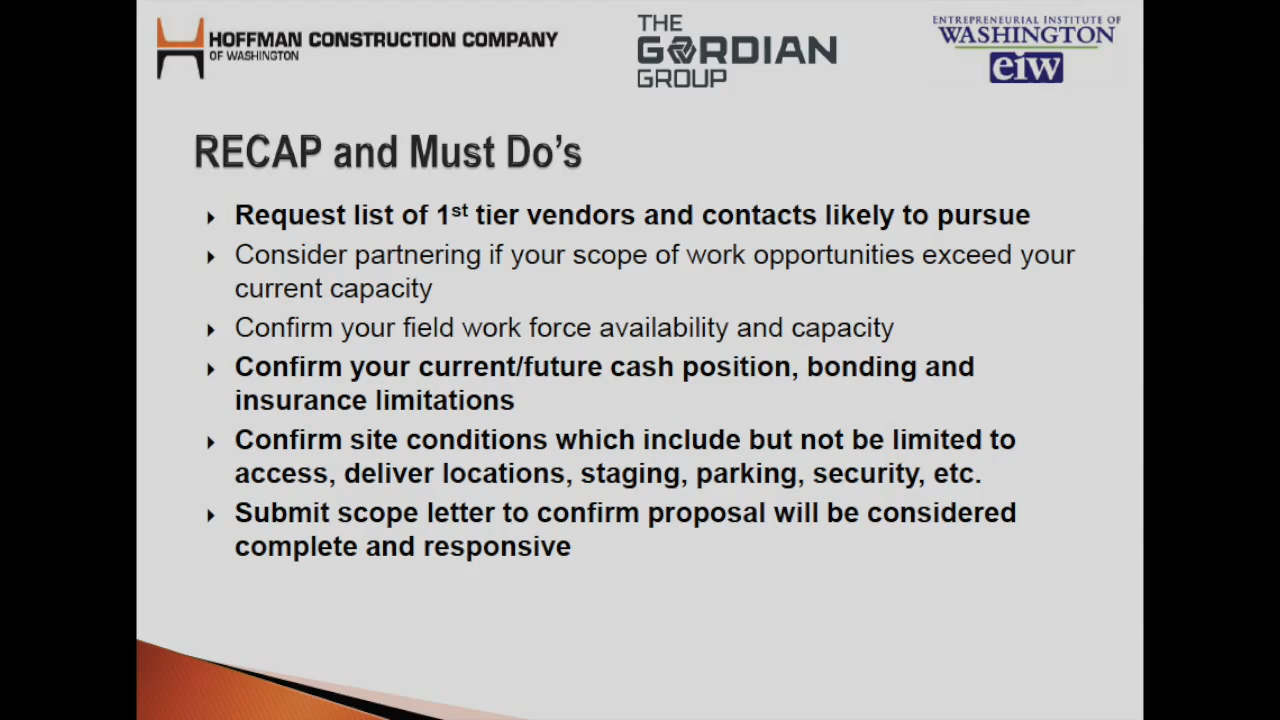 HOFFMAN CONSTRUCTION COMPANY
OF WASHINGTON
THE
GORDIAN
GROUP
ENTREPRENEURIAL INSTITUTE OF
WASHINGTON
eiw
RECAP and Must Do's
Request list of 1st tier vendors and contacts likely to pursue
Consider partnering if your scope of work opportunities exceed your
current capacity
Confirm your field work force availability and capacity
Confirm your current/future cash position, bonding and
insurance limitations
Confirm site conditions which include but not be limited to
access, deliver locations, staging, parking, security, etc.
Submit scope letter to confirm proposal will be considered
complete and responsive